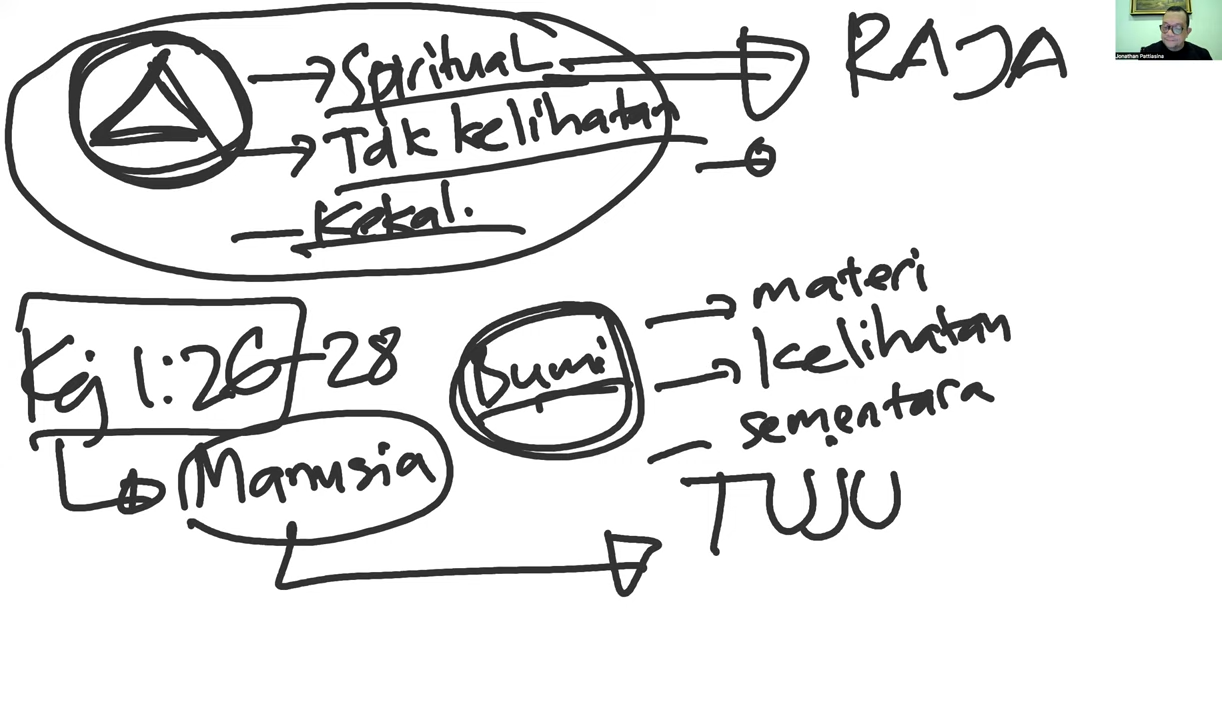 Spiritual
RAJA
Tdk kelihatan
Kekal.
Kej 1:26-28
Bumi
materi
kelihatan
sementara
Manusia
TUJU
Jonathan Pattiasina